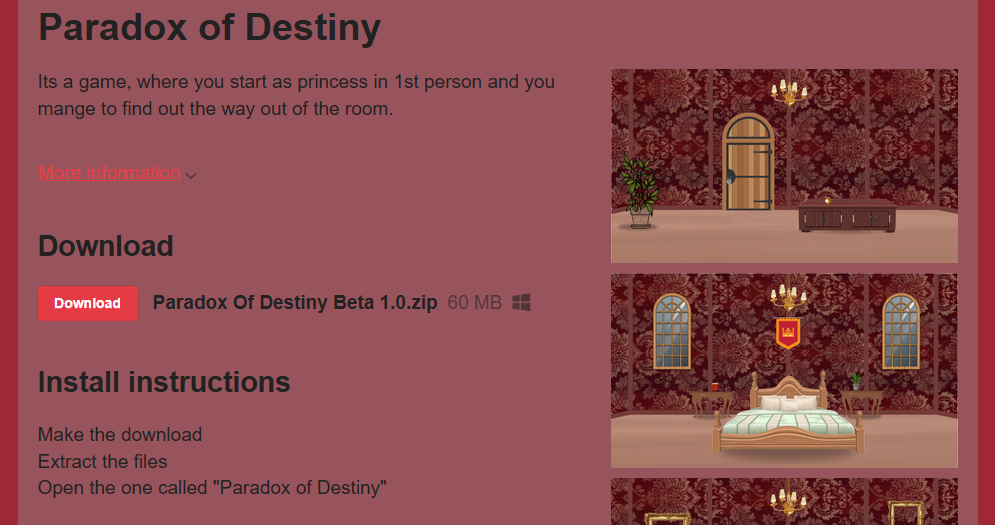 Paradox of Destiny
Its a game, where you start as princess in 1st person and you
mange to find out the way out of the room.
More information
Download
Download Paradox Of Destiny Beta 1.0.zip 60 MB
Install instructions
Make the download
Extract the files
Open the one called "Paradox of Destiny"